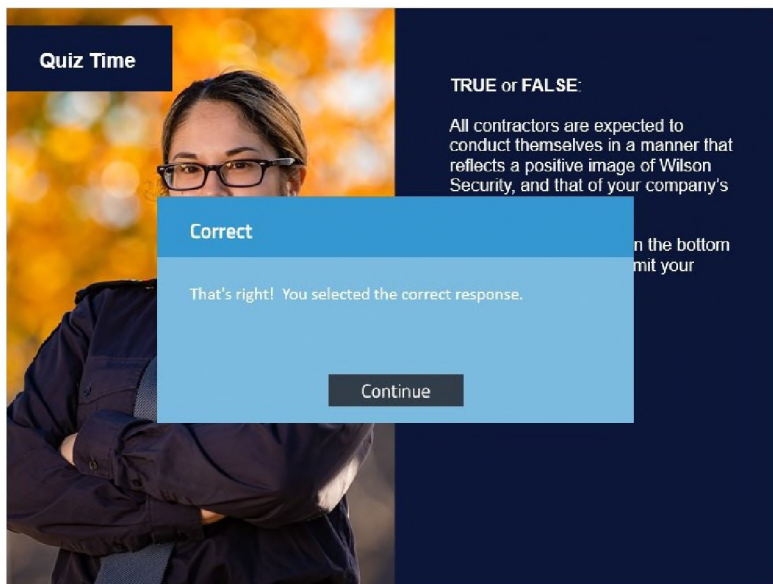 Quiz Time
TRUE or FALSE:
All contractors are expected to
conduct themselves in a manner that
reflects a positive image of Wilson
Security, and that of your company's
n the bottom
mit your
Correct
That's right!  You selected the correct response.
Continue